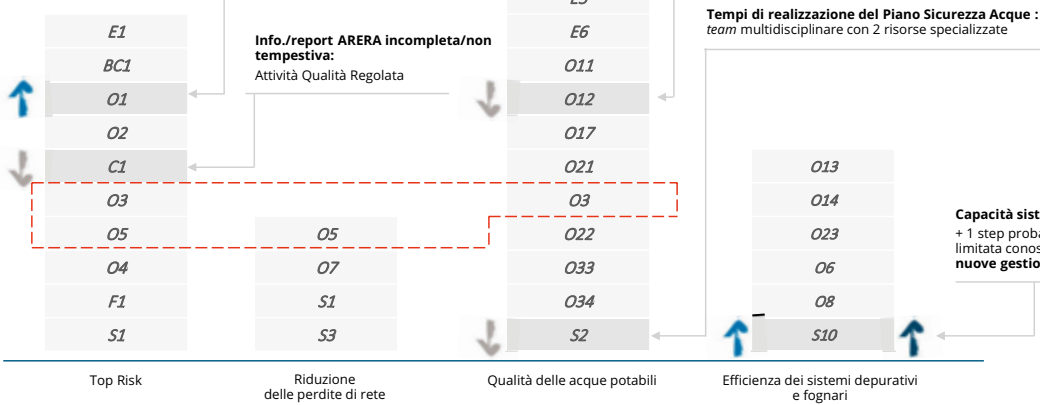 E1
BC1
O1
O2
C1
O3
O5
O4
F1
S1
Top Risk
Info./report ARERA incompleta/non
tempestiva:
Attività Qualità Regolata
O5
O7
S1
S3
Riduzione
delle perdite di rete
E6
O11
O12
O17
O21
O3
O22
O33
O34
S2
Qualità delle acque potabili
Tempi di realizzazione del Piano Sicurezza Acque :
team multidisciplinare con 2 risorse specializzate
O13
O14
O23
O6
O8
S10
Efficienza dei sistemi depurativi
e fognari
Capacità sist
+ 1 step proba
limitata conos
nuove gestio